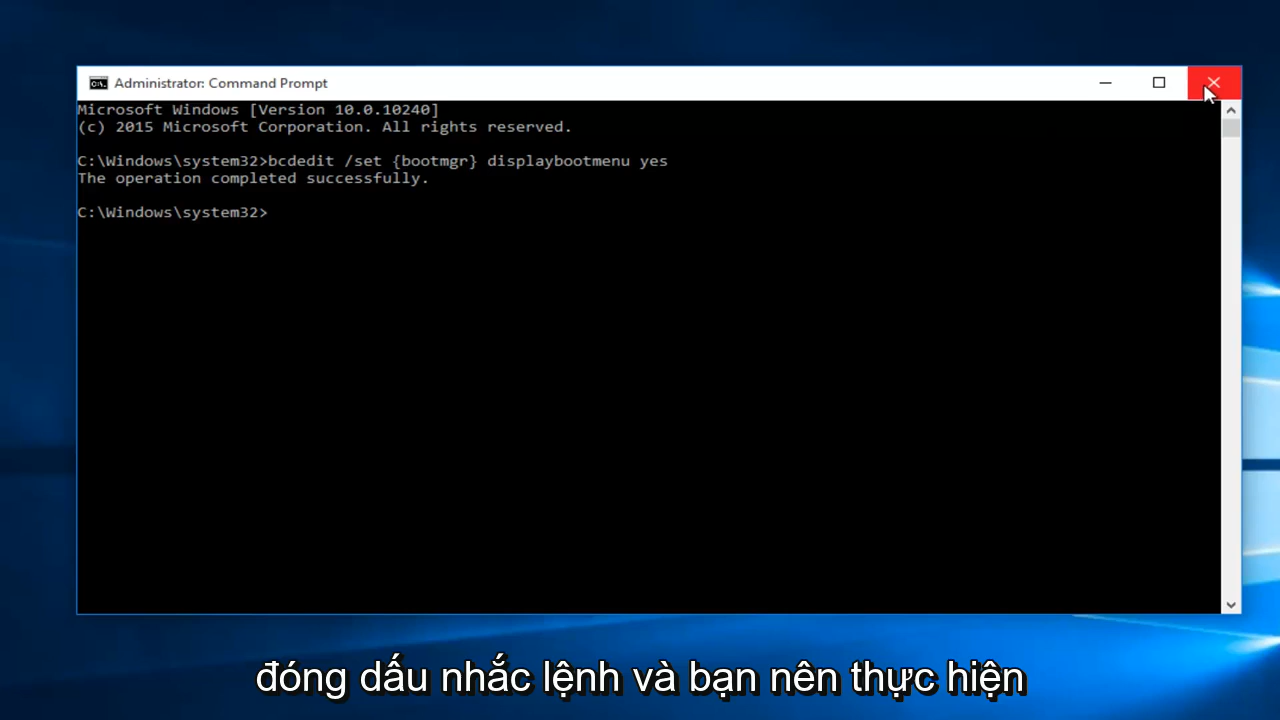 Administrator: Command Prompt
Microsoft Windows [Version 10.0.10240]
(c) 2015 Microsoft Corporation. All rights reserved.
C:\Windows\system32>bcdedit /set {bootmgr} displaybootmenu yes
The operation completed successfully.
C:\Windows\system32>
đóng dấu nhắc lệnh và bạn nên thực hiện